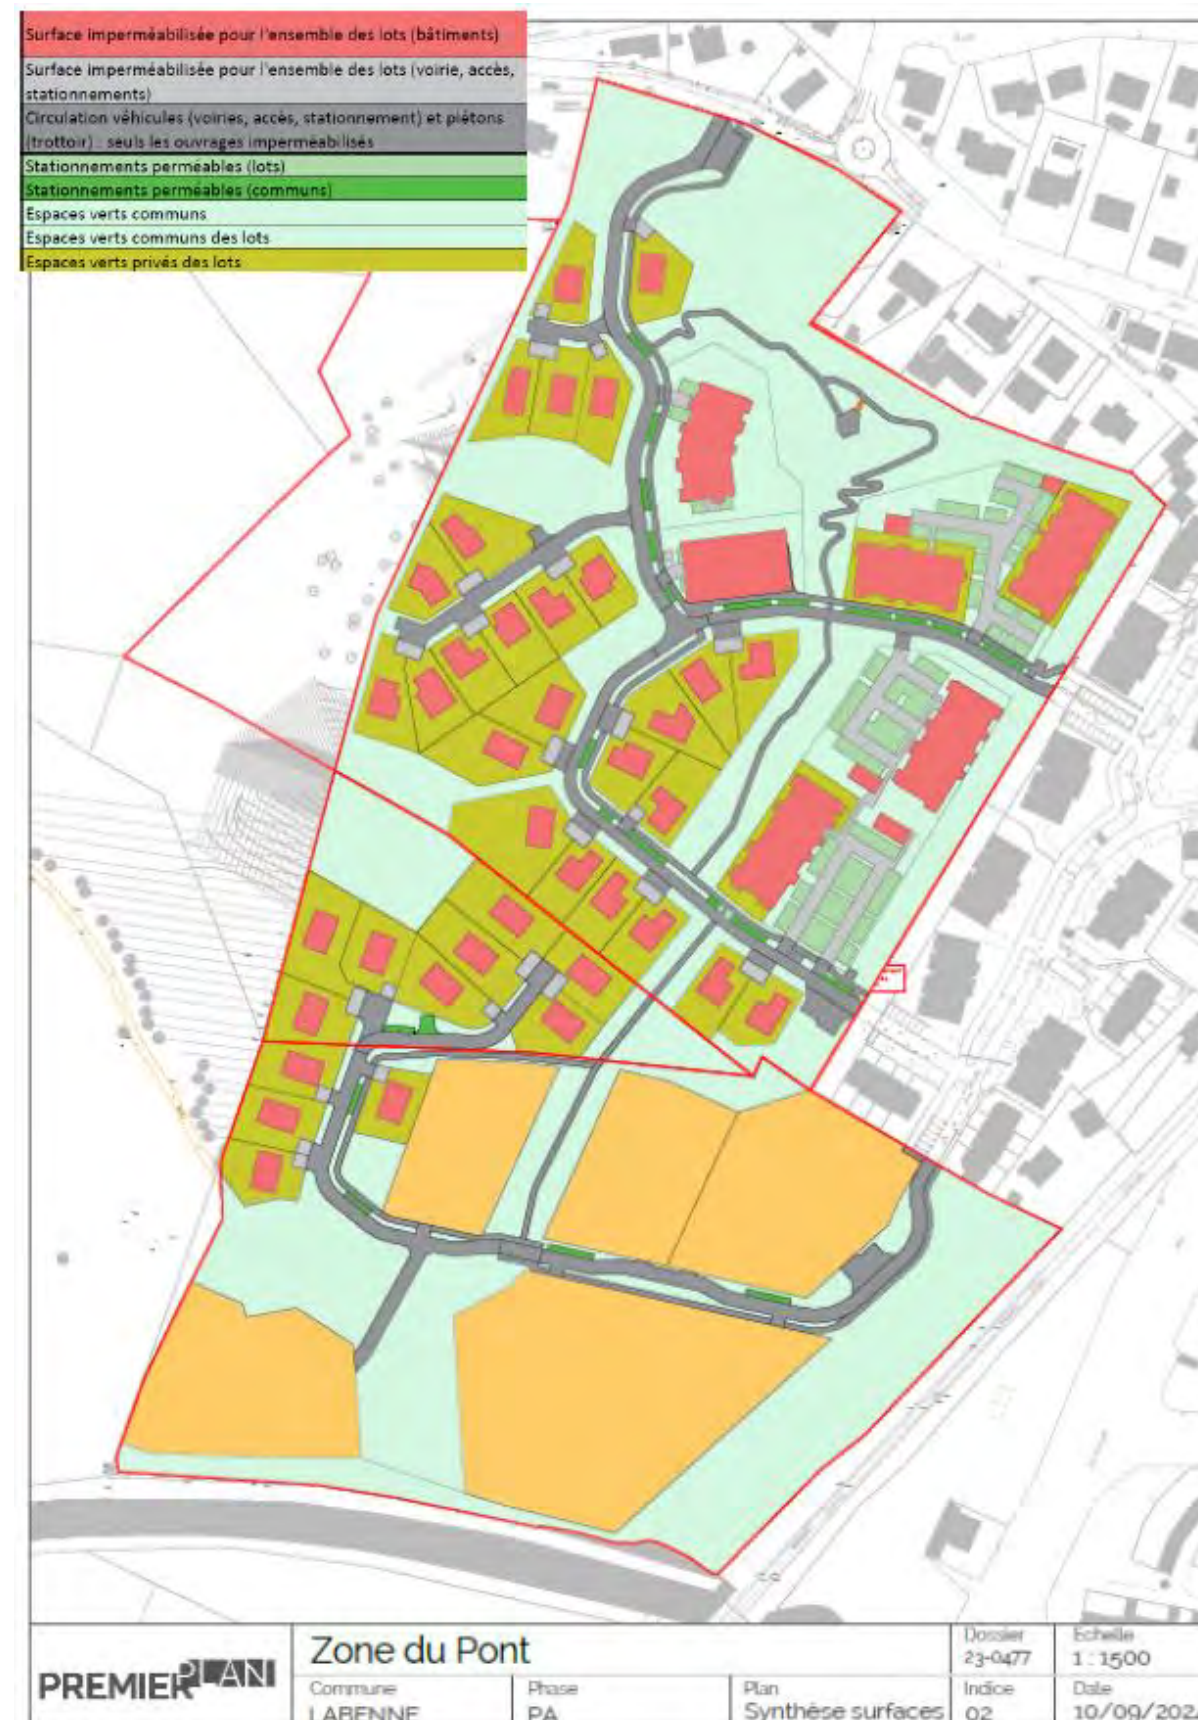 Surface imperméabilisée pour l'ensemble des lots (bâtiments)
Surface imperméabilisée pour l'ensemble des lots (voirie, accès,
stationnements)
Circulation véhicules (voiries, accès, stationnement) et piétons
(trottoir) : seuls les ouvrages imperméabilisés
Stationnements perméables (lots)
Stationnements perméables (communs)
Espaces verts communs
Espaces verts communs des lots
Espaces verts privés des lots
PREMIER PLAN
Zone du Pont
Commune
LABENNE
Phase
PA
Plan
Synthèse surfaces
Dossier
23-0477
Indice
02
Echelle
1 : 1500
Date
10/09/202